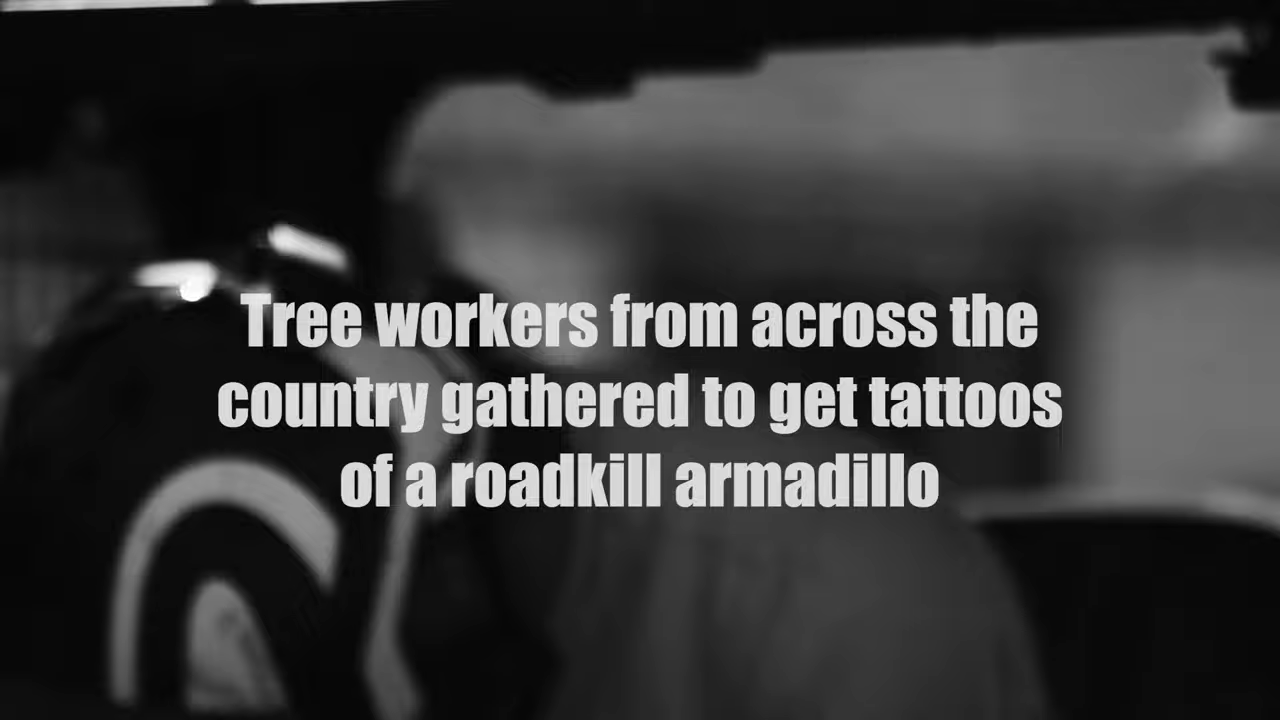 Tree workers from across the
country gathered to get tattoos
of a roadkill armadillo